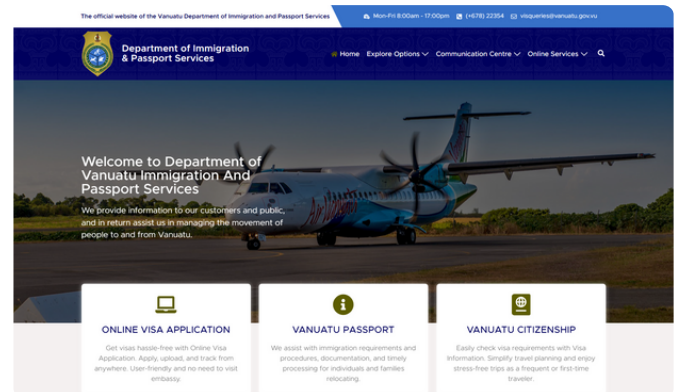 The official website of the Vanuatu Department of Immigration and Passport Services
Mon-Fri 8:00am - 17:00pm
(+678) 22354
visqueries@vanuatu.gov.vu
Department of Immigration
& Passport Services
Home
Explore Options
Communication Centre
Online Services
Air Vanuatu
Welcome to Department of
Vanuatu Immigration And
Passport Services
We provide information to our customers and public,
and in return assist us in managing the movement of
people to and from Vanuatu.
ONLINE VISA APPLICATION
Get visas hassle-free with Online Visa
Application. Apply, upload, and track from
anywhere. User-friendly and no need to visit
embassy.
VANUATU PASSPORT
We assist with immigration requirements and
procedures, documentation, and timely
processing for individuals and families
relocating.
VANUATU CITIZENSHIP
Easily check visa requirements with Visa
Information. Simplify travel planning and enjoy
stress-free trips as a frequent or first-time
traveler.